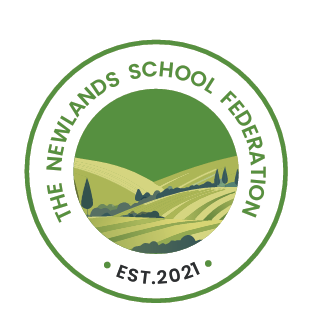 THE NEWLANDS SCHOOL FEDERATION
• EST.2021 •